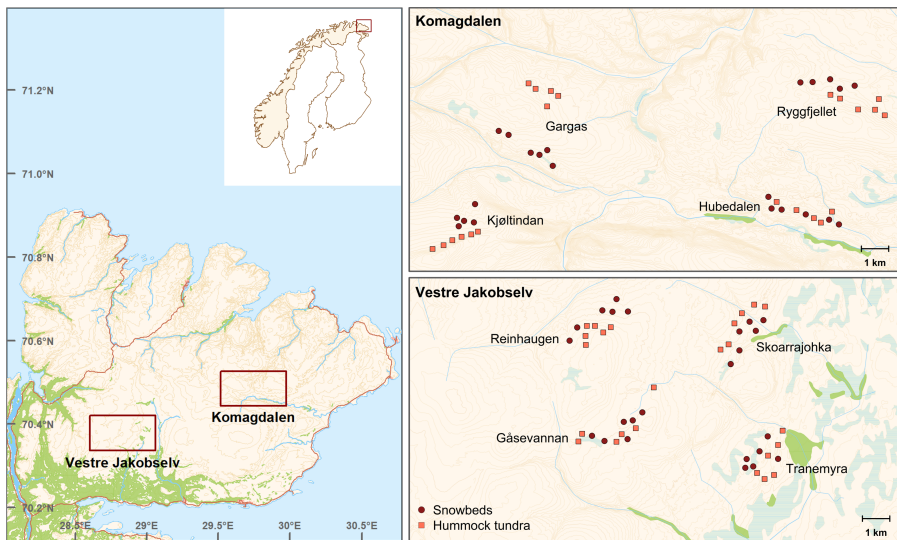 71.2°N
71.0°N
70.8°N
70.6°N
70.4°N
70.2°N
28.5°E
29°E
29.5°E
30°E
30.5°E
Komagdalen
Vestre Jakobselv
Komagdalen
Gargas
Ryggfjellet
Hubedalen
Kjøltindan
1 km
Vestre Jakobselv
Reinhaugen
Skoarrajohka
Gåsevannan
Tranemyra
Snowbeds
Hummock tundra
1 km